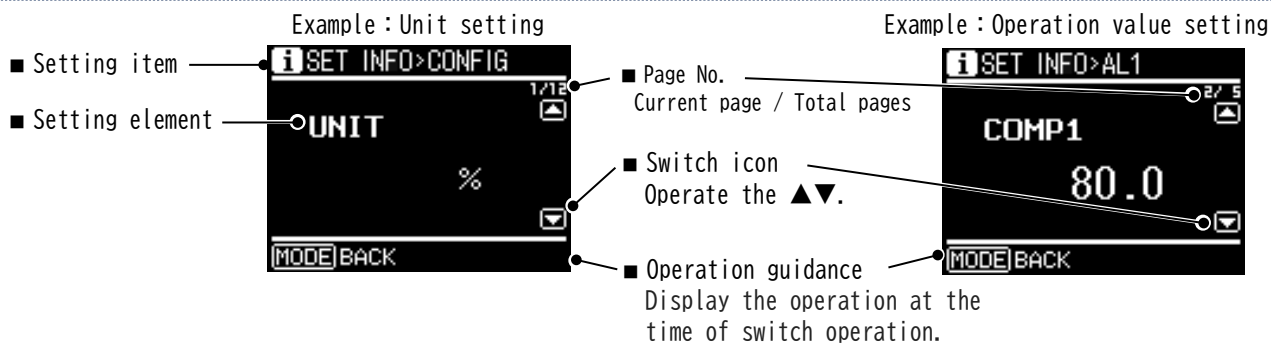 Example：Unit setting
■ Setting item
i SET INFO>CONFIG
1/12
▲
■ Setting element
UNIT
%
▼
MODE BACK
■ Page No.
Current page / Total pages
■ Switch icon
Operate the ▲▼.
■ Operation guidance
Display the operation at the
time of switch operation.
Example：Operation value setting
i SET INFO>AL1
2/ 5
▲
COMP1
80.0
▼
MODE BACK